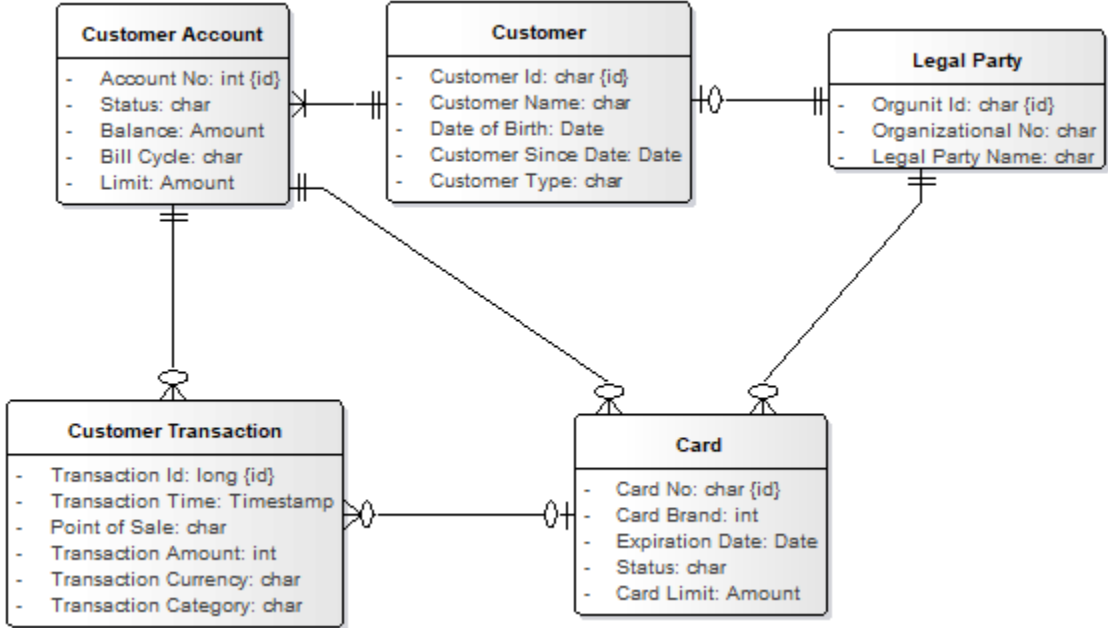 Customer Account
- Account No: int {id}
- Status: char
- Balance: Amount
- Bill Cycle: char
- Limit: Amount
Customer
- Customer Id: char {id}
- Customer Name: char
- Date of Birth: Date
- Customer Since Date: Date
- Customer Type: char
Legal Party
- Orgunit Id: char {id}
- Organizational No: char
- Legal Party Name: char
Customer Transaction
- Transaction Id: long {id}
- Transaction Time: Timestamp
- Point of Sale: char
- Transaction Amount: int
- Transaction Currency: char
- Transaction Category: char
Card
- Card No: char {id}
- Card Brand: int
- Expiration Date: Date
- Status: char
- Card Limit: Amount